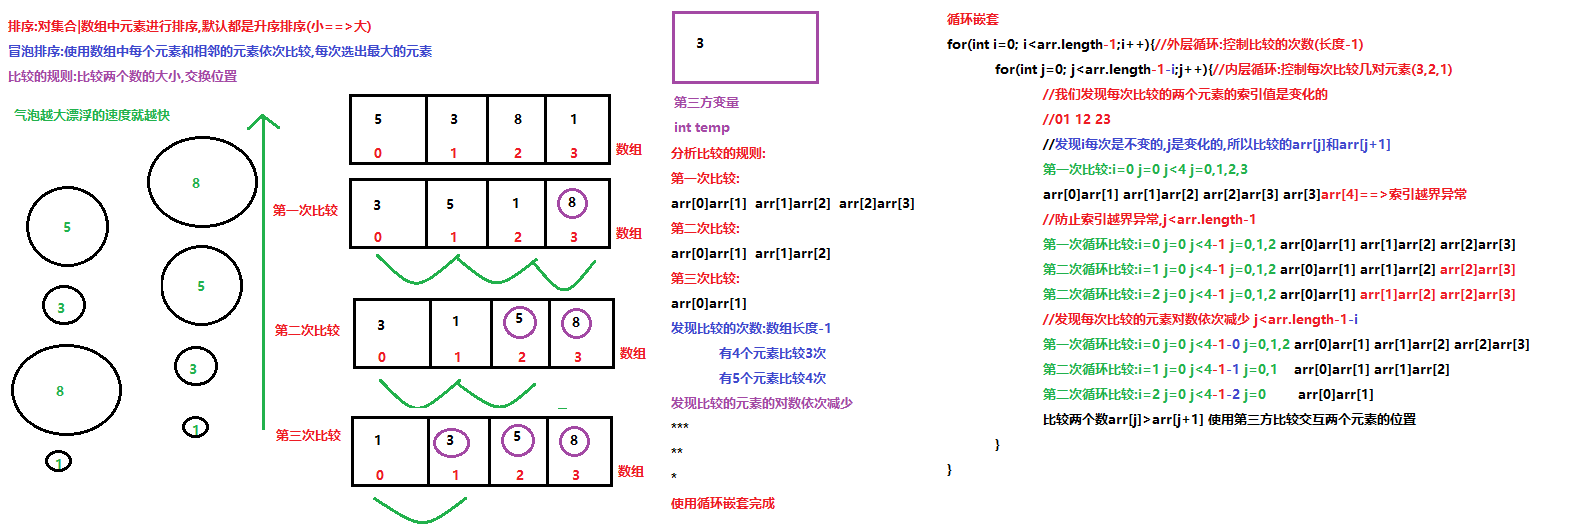 排序:对集合|数组中元素进行排序,默认都是升序排序(小==>大)
冒泡排序:使用数组中每个元素和相邻的元素依次比较,每次选出最大的元素
比较的规则:比较两个数的大小,交换位置
气泡越大漂浮的速度就越快
5
3
8
1
8
5
3
1
5 3 8 1
0 1 2 3 数组
第一次比较
3 5 1 8
0 1 2 3 数组
第二次比较
3 1 5 8
0 1 2 3 数组
第三次比较
1 3 5 8
0 1 2 3 数组
3
第三方变量
int temp
分析比较的规则:
第一次比较:
arr[0]arr[1] arr[1]arr[2] arr[2]arr[3]
第二次比较:
arr[0]arr[1] arr[1]arr[2]
第三次比较:
arr[0]arr[1]
发现比较的次数:数组长度-1
有4个元素比较3次
有5个元素比较4次
发现比较的元素的对数依次减少
***
**
*
使用循环嵌套完成
循环嵌套
for(int i=0; i<arr.length-1;i++){//外层循环:控制比较的次数(长度-1)
for(int j=0; j<arr.length-1-i;j++){//内层循环:控制每次比较几对元素(3,2,1)
//我们发现每次比较的两个元素的索引值是变化的
//01 12 23
//发现i每次是不变的,j是变化的,所以比较的arr[j]和arr[j+1]
第一次比较:i=0 j=0 j<4 j=0,1,2,3
arr[0]arr[1] arr[1]arr[2] arr[2]arr[3] arr[3]arr[4]==>索引越界异常
//防止索引越界异常,j<arr.length-1
第一次循环比较:i=0 j=0 j<4-1 j=0,1,2 arr[0]arr[1] arr[1]arr[2] arr[2]arr[3]
第二次循环比较:i=1 j=0 j<4-1 j=0,1,2 arr[0]arr[1] arr[1]arr[2] arr[2]arr[3]
第二次循环比较:i=2 j=0 j<4-1 j=0,1,2 arr[0]arr[1] arr[1]arr[2] arr[2]arr[3]
//发现每次比较的元素对数依次减少 j<arr.length-1-i
第一次循环比较:i=0 j=0 j<4-1-0 j=0,1,2 arr[0]arr[1] arr[1]arr[2] arr[2]arr[3]
第二次循环比较:i=1 j=0 j<4-1-1 j=0,1 arr[0]arr[1] arr[1]arr[2]
第二次循环比较:i=2 j=0 j<4-1-2 j=0 arr[0]arr[1]
比较两个数arr[j]>arr[j+1] 使用第三方比较交互两个元素的位置
}
}